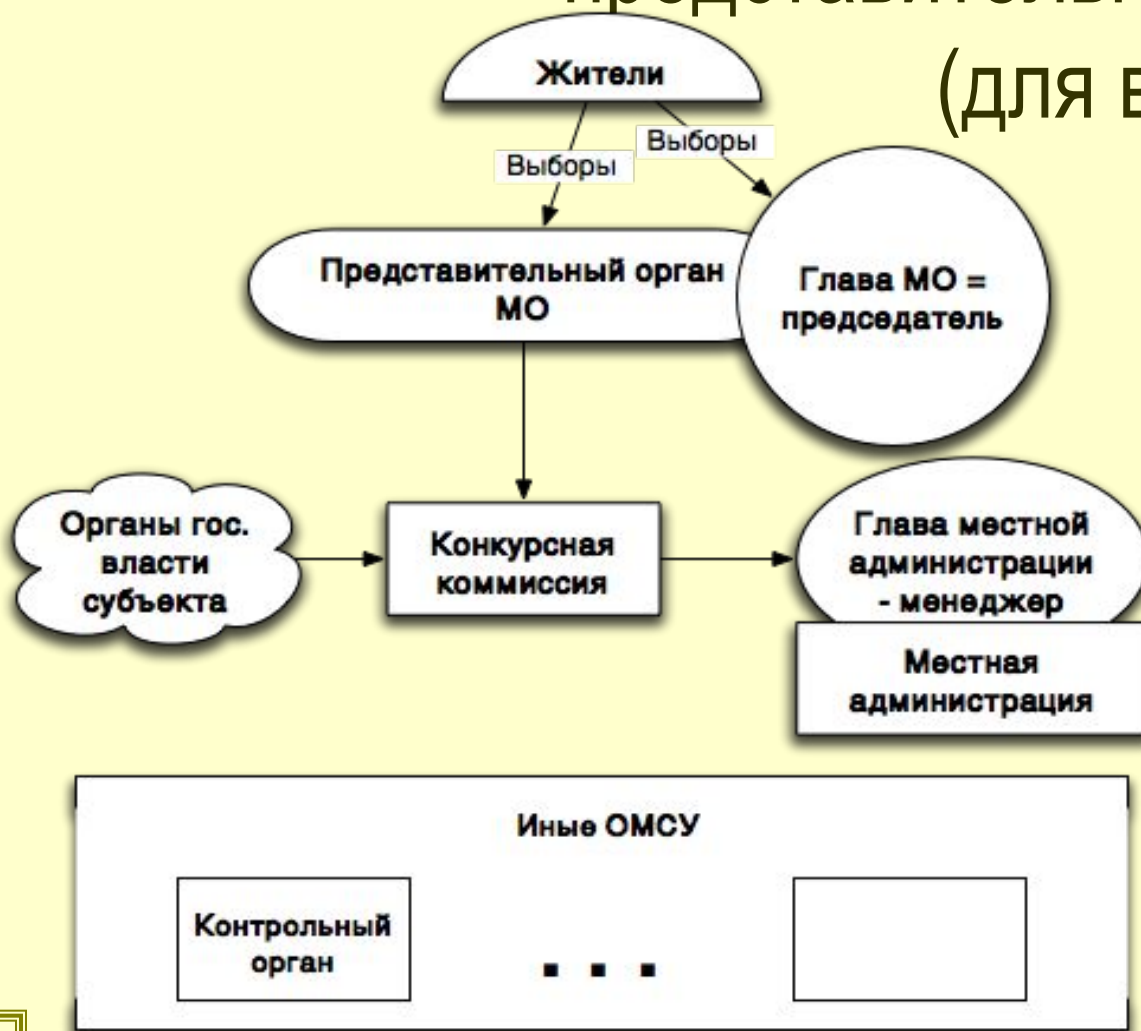 (для в
Жители
Выборы
Выборы
Представительный орган
МО
Глава МО =
председатель
Органы гос.
власти
субъекта
Конкурсная
коммиссия
Глава местной
администрации
- менеджер
Местная
администрация
Иные ОМСУ
Контрольный
орган
. . .